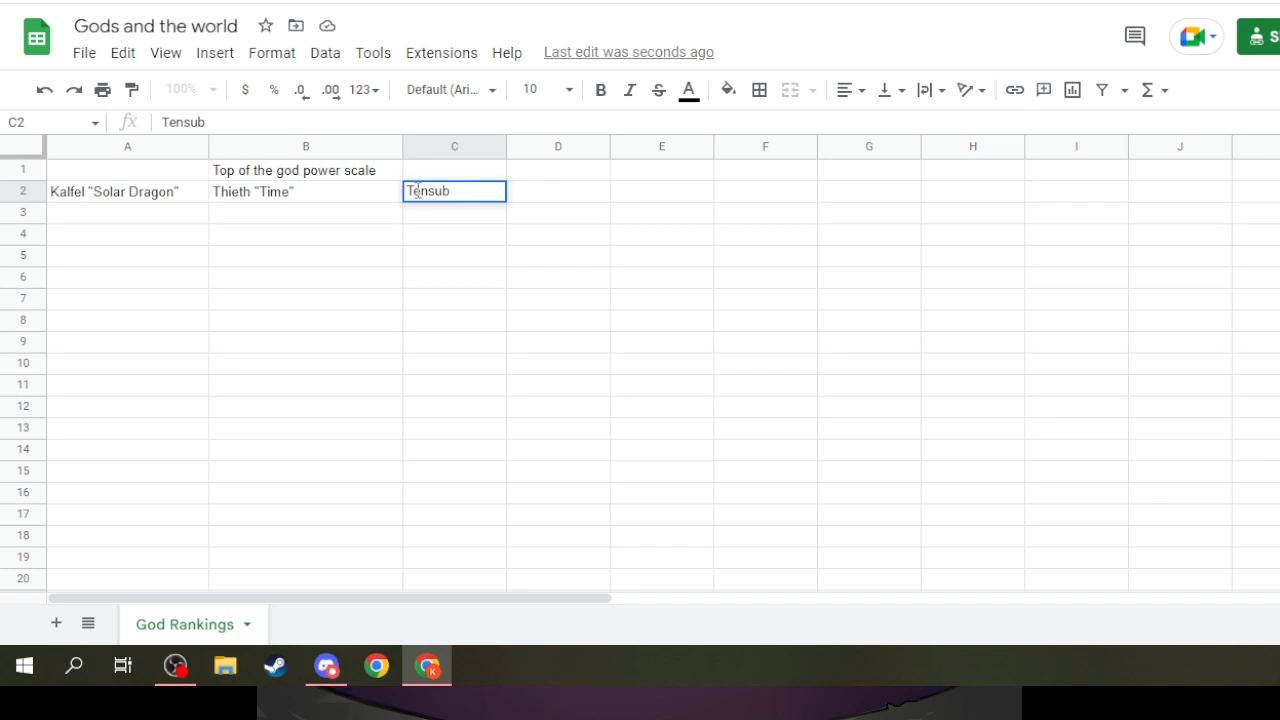 Gods and the world
File Edit View Insert Format Data Tools Extensions Help Last edit was seconds ago
S
100% $ % .0 .00 123 Default (Ari... 10 B I S A
C2 fx Tensub
A B C D E F G H I J
1 Top of the god power scale
2 Kalfel "Solar Dragon" Thieth "Time" Tensub
3
4
5
6
7
8
9
10
11
12
13
14
15
16
17
18
19
20
+ God Rankings
K